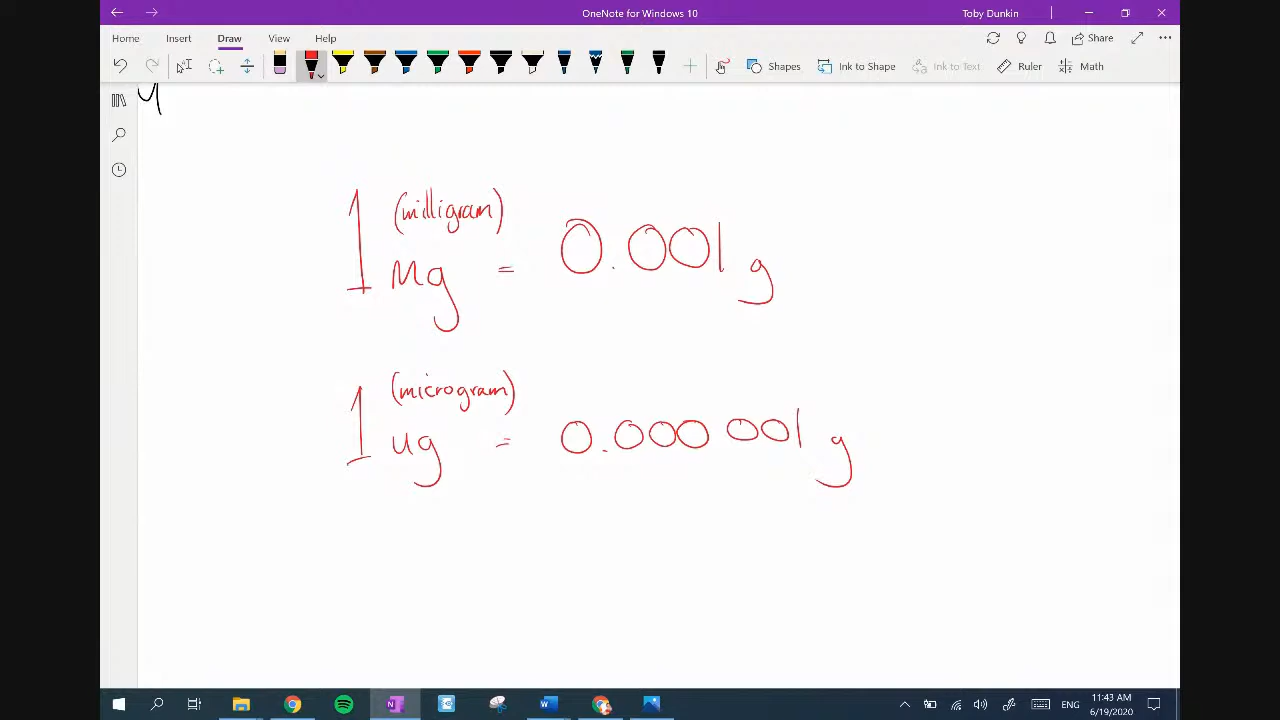 OneNote for Windows 10
Toby Dunkin
Home Insert Draw View Help
Share
Shapes Ink to Shape Ink to Text Ruler Math
(milligram)
1 Mg = 0.001 g
(microgram)
1 ug = 0.000 001 g
11:43 AM
ENG
6/19/2020